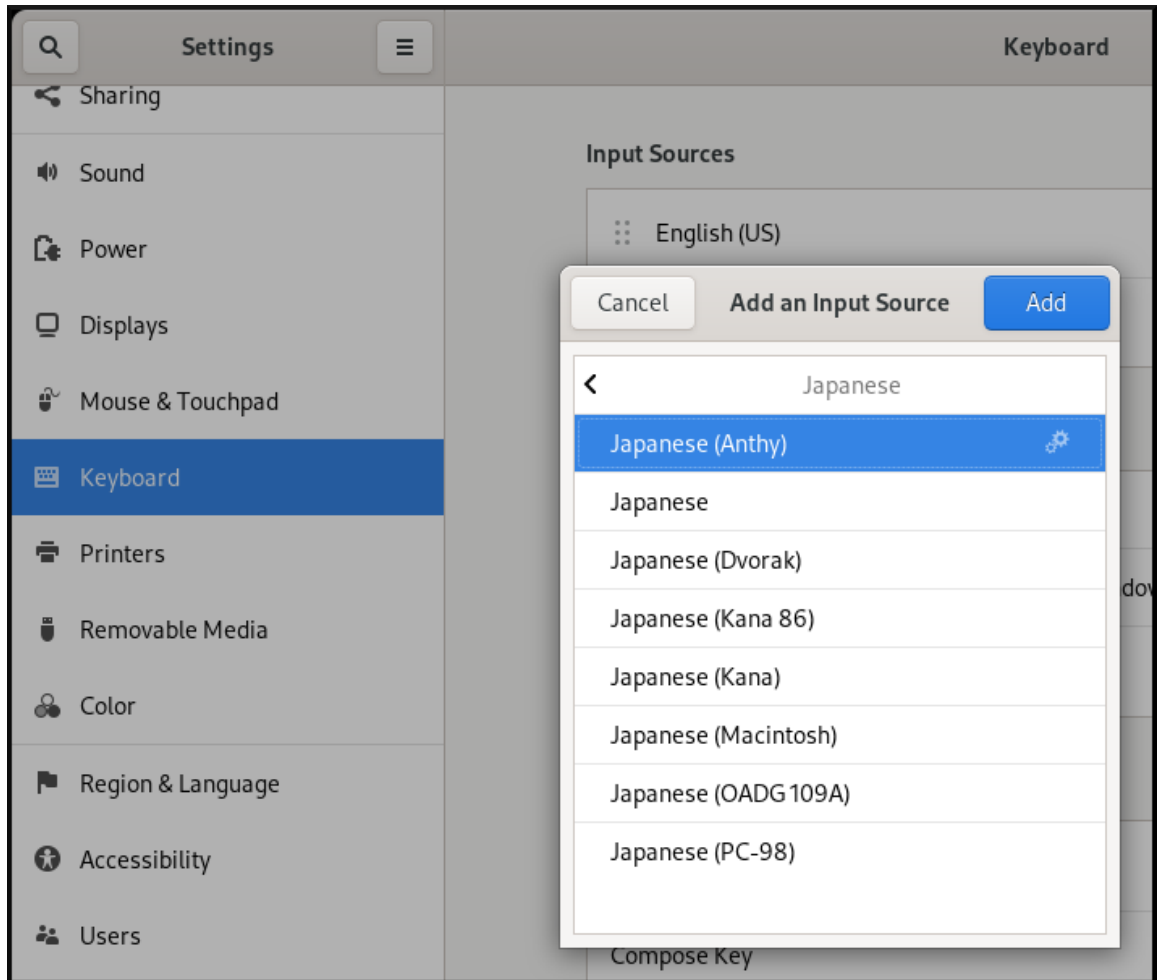 Settings
Keyboard
Sharing
Sound
Power
Displays
Mouse & Touchpad
Keyboard
Printers
Removable Media
Color
Region & Language
Accessibility
Users
Input Sources
English (US)
Cancel
Add an Input Source
Add
Japanese
Japanese (Anthy)
Japanese
Japanese (Dvorak)
Japanese (Kana 86)
Japanese (Kana)
Japanese (Macintosh)
Japanese (OADG 109A)
Japanese (PC-98)
Compose Key